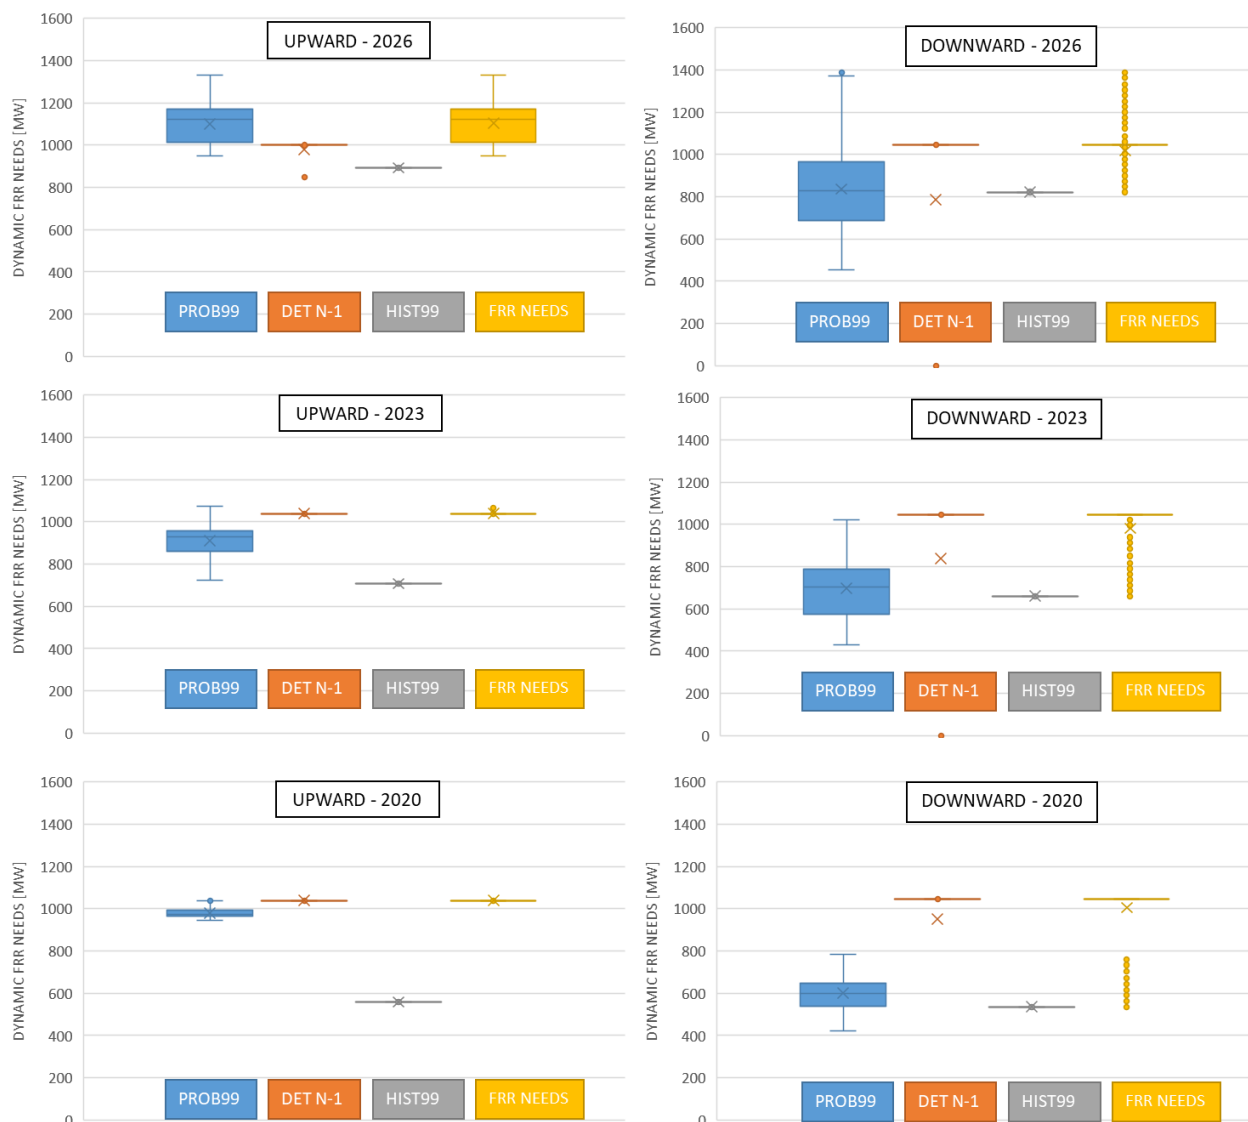 UPWARD - 2026
DYNAMIC FRR NEEDS [MW]
1600
1400
1200
1000
800
600
400
200
0
PROB99
DET N-1
HIST99
FRR NEEDS
DOWNWARD - 2026
DYNAMIC FRR NEEDS [MW]
1600
1400
1200
1000
800
600
400
200
0
PROB99
DET N-1
HIST99
FRR NEEDS
UPWARD - 2023
DYNAMIC FRR NEEDS [MW]
1600
1400
1200
1000
800
600
400
200
0
PROB99
DET N-1
HIST99
FRR NEEDS
DOWNWARD - 2023
DYNAMIC FRR NEEDS [MW]
1600
1400
1200
1000
800
600
400
200
0
PROB99
DET N-1
HIST99
FRR NEEDS
UPWARD - 2020
DYNAMIC FRR NEEDS [MW]
1600
1400
1200
1000
800
600
400
200
0
PROB99
DET N-1
HIST99
FRR NEEDS
DOWNWARD - 2020
DYNAMIC FRR NEEDS [MW]
1600
1400
1200
1000
800
600
400
200
0
PROB99
DET N-1
HIST99
FRR NEEDS